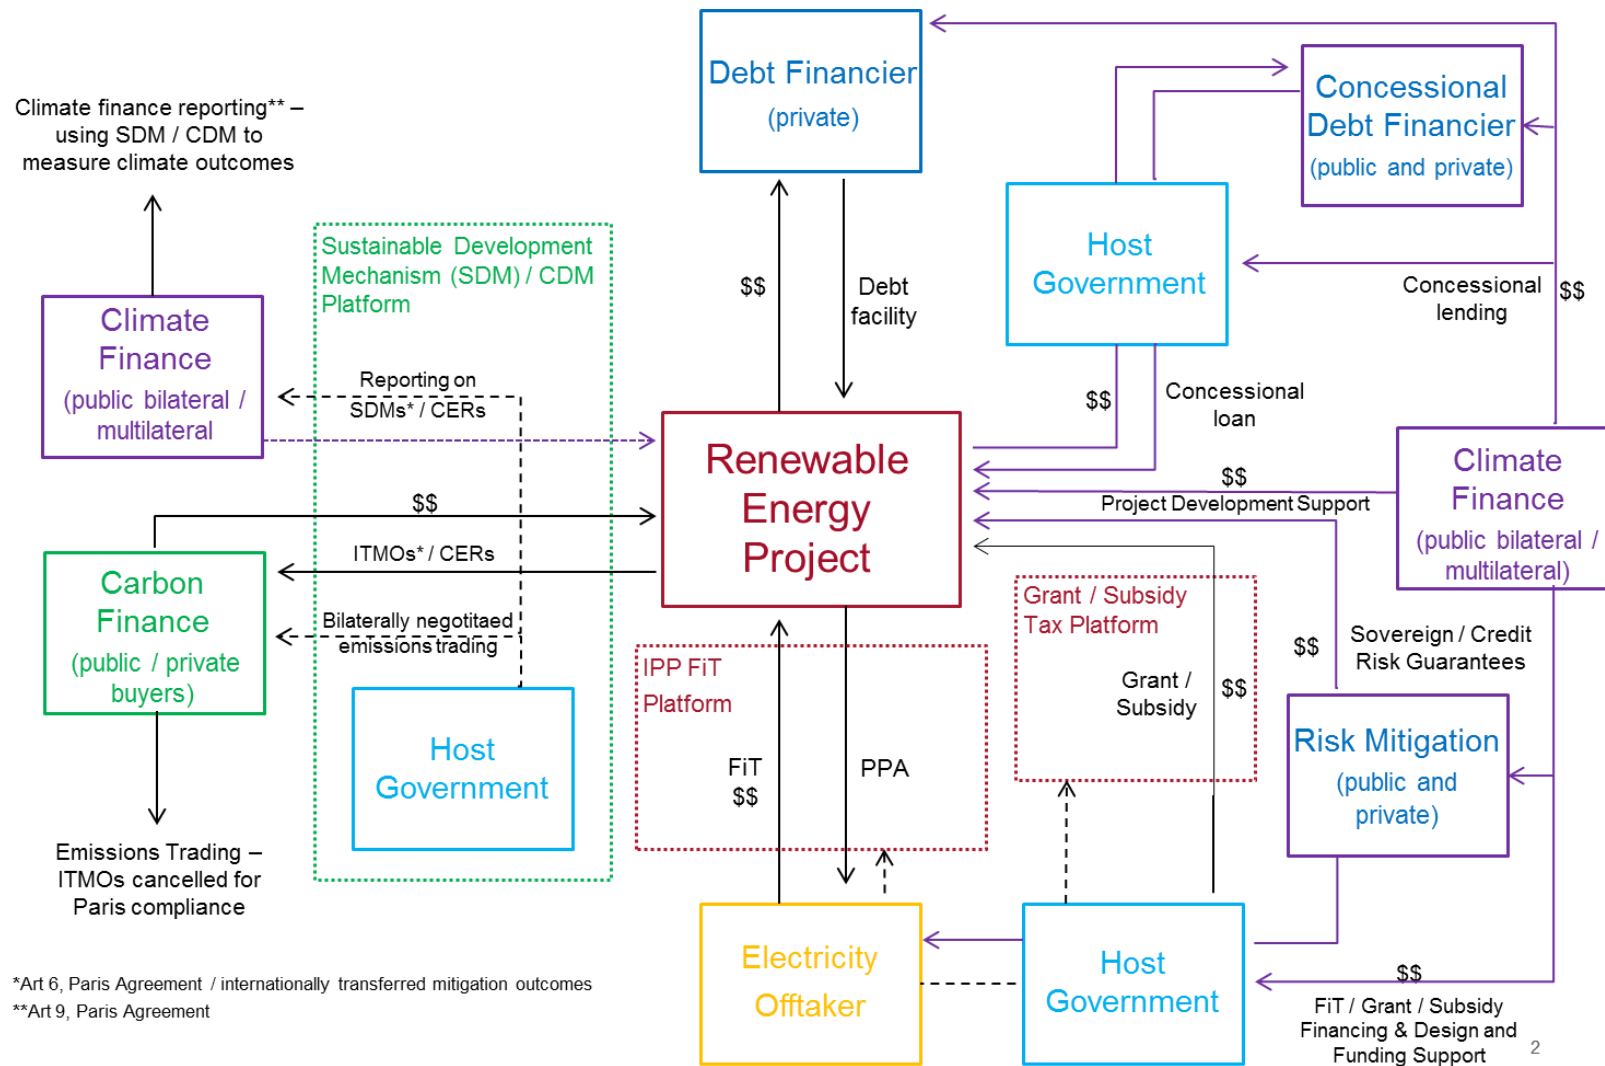 Debt Financier
(private)
Concessional
Debt Financier
(public and private)
Climate finance reporting** –
using SDM / CDM to
measure climate outcomes
Sustainable Development
Mechanism (SDM) / CDM
Platform
Host
Government
$$
Debt
facility
Concessional
lending
$$
Climate
Finance
(public bilateral /
multilateral
Reporting on
SDMs* / CERs
$$
Concessional
loan
Renewable
Energy
Project
Climate
Finance
(public bilateral /
multilateral)
$$
Project Development Support
$$
ITMOs* / CERs
Carbon
Finance
(public / private
buyers)
Bilaterally negotitaed
emissions trading
Grant / Subsidy
Tax Platform
$$
Sovereign / Credit
Risk Guarantees
IPP FiT
Platform
Grant /
Subsidy
$$
Host
Government
FiT
$$
PPA
Risk Mitigation
(public and
private)
Emissions Trading –
ITMOs cancelled for
Paris compliance
Electricity
Offtaker
Host
Government
$$
FiT / Grant / Subsidy
Financing & Design and
Funding Support
*Art 6, Paris Agreement / internationally transferred mitigation outcomes
**Art 9, Paris Agreement
2